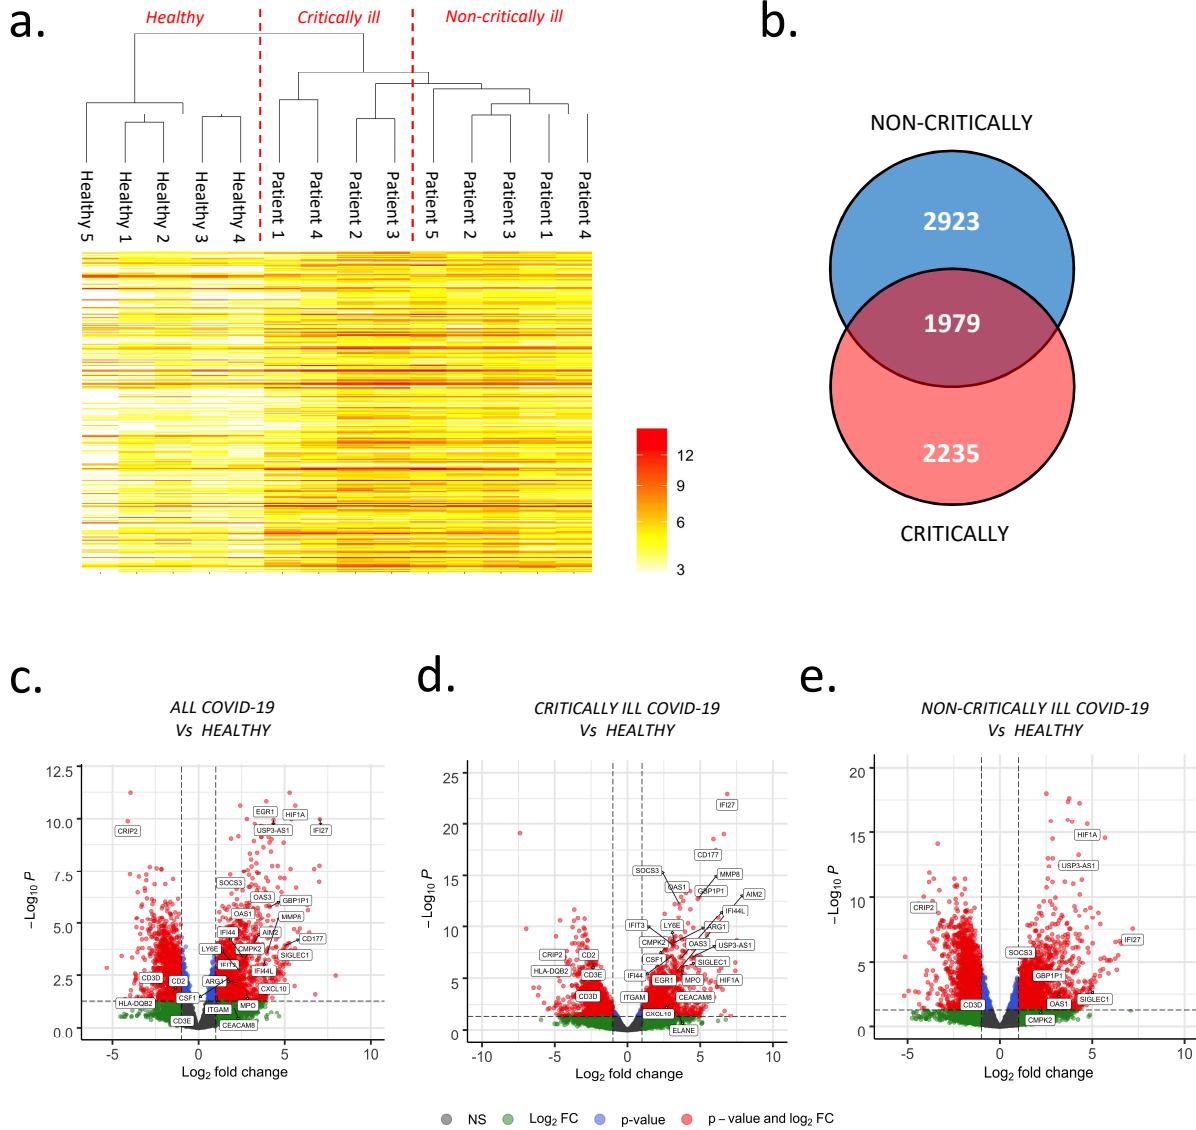 a.
Healthy
Critically ill
Non-critically ill
Healthy 5
Healthy 1
Healthy 2
Healthy 3
Healthy 4
Patient 1
Patient 4
Patient 2
Patient 3
Patient 5
Patient 2
Patient 3
Patient 1
Patient 4
12
9
6
3
b.
NON-CRITICALLY
2923
1979
2235
CRITICALLY
c.
ALL COVID-19
Vs HEALTHY
12.5
10.0
7.5
5.0
2.5
0.0
−Log10 P
EGR1
HIF1A
CRIP2
USP3-AS1
IFI27
SOCS3
OAS3
GBP1P1
OAS1
MMP8
IFI44
AIM2
CD177
LY6E
CMPK2
SIGLEC1
IFIT3
IFI44L
CD3D
CD2
ARG1
CXCL10
CSF1
HLA-DQB2
ITGAM
MPO
CD3E
CEACAM8
-5
0
5
10
Log2 fold change
d.
CRITICALLY ILL COVID-19
Vs HEALTHY
25
20
15
10
5
0
−Log10 P
IFI27
CD177
SOCS3
MMP8
OAS1
GBP1P1
AIM2
IFI44L
IFIT3
LY6E
ARG1
CMPK2
OAS3
USP3-AS1
CRIP2
CD2
CSF1
SIGLEC1
HLA-DQB2
CD3E
IFI44
EGR1
MPO
HIF1A
CD3D
ITGAM
CEACAM8
CXCL10
ELANE
-10
-5
0
5
10
Log2 fold change
e.
NON-CRITICALLY ILL COVID-19
Vs HEALTHY
20
15
10
5
0
−Log10 P
HIF1A
USP3-AS1
CRIP2
IFI27
SOCS3
GBP1P1
SIGLEC1
CD3D
OAS1
CMPK2
-5
0
5
10
Log2 fold change
NS
Log2 FC
p-value
p – value and log2 FC